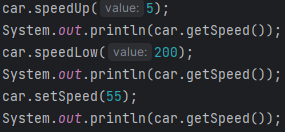 car.speedUp( value: 5);
System.out.println(car.getSpeed());
car.speedLow( value: 200);
System.out.println(car.getSpeed());
car.setSpeed(55);
System.out.println(car.getSpeed());